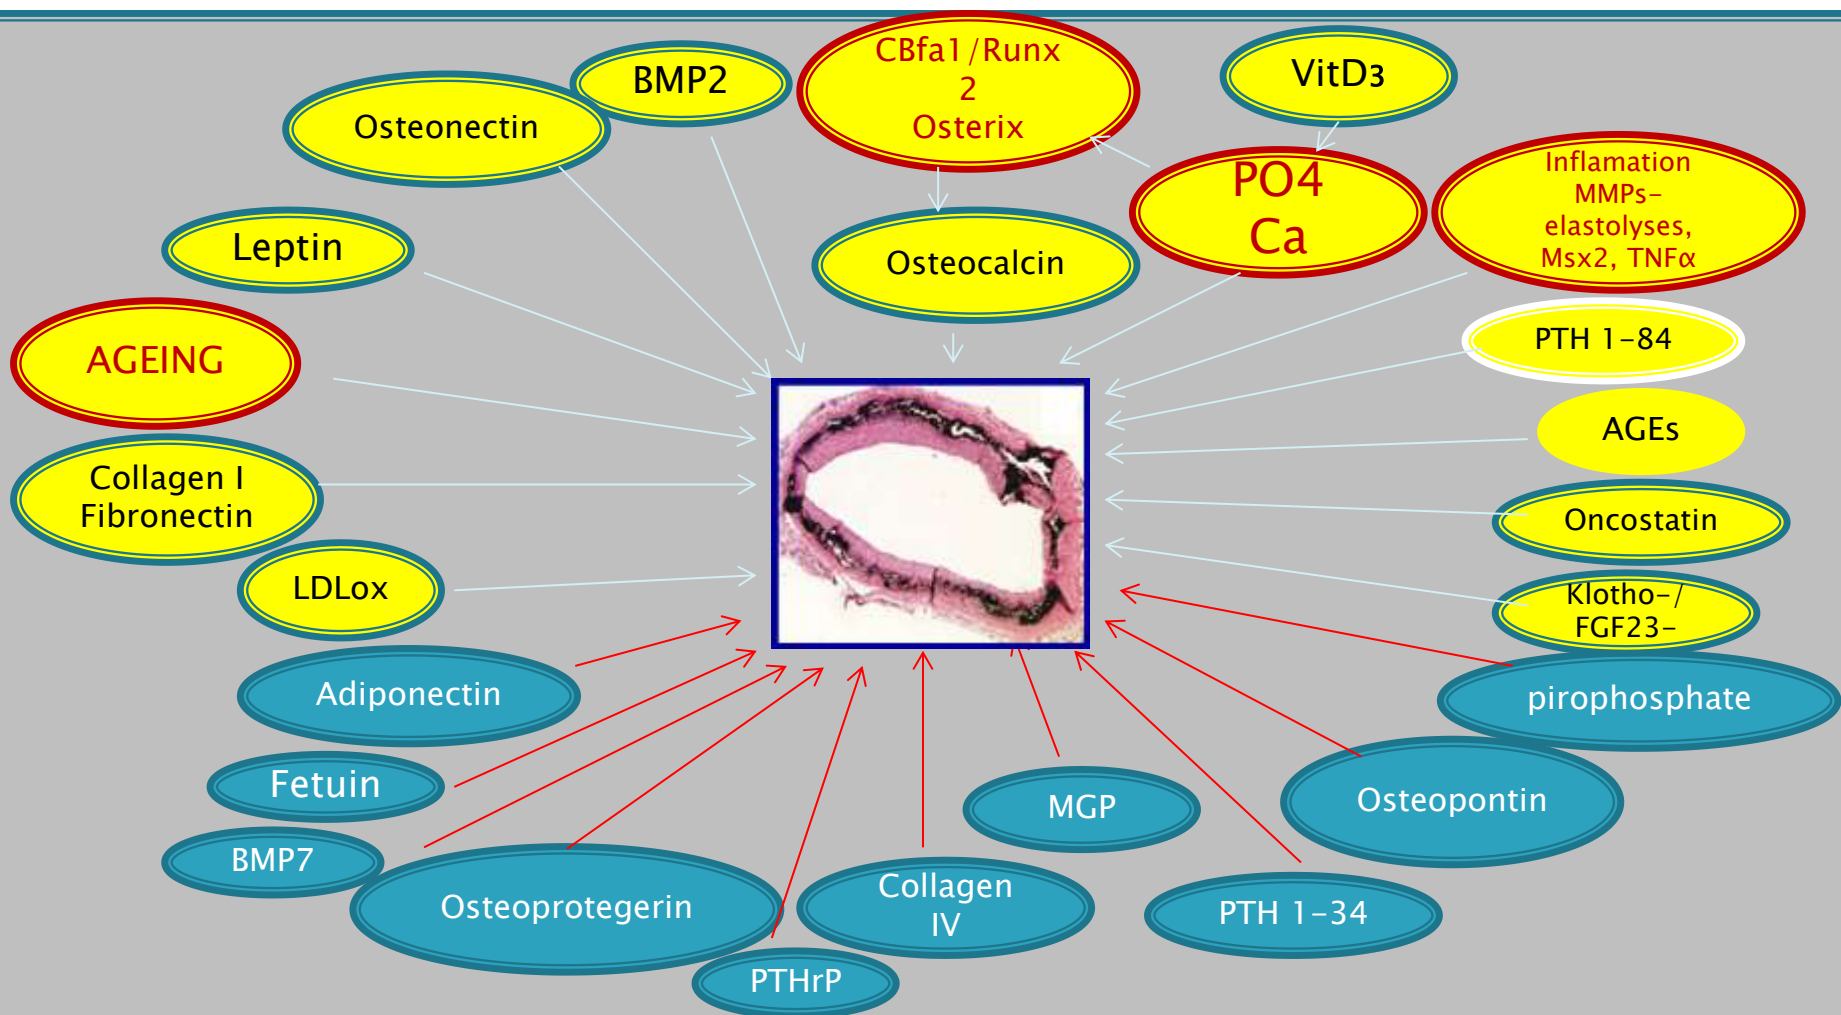 BMP2
CBfa1/Runx
2
Osterix
VitD3
Osteonectin
Inflamation
MMPs-
elastolyses,
Msx2, TNFα
PO4
Ca
Leptin
Osteocalcin
PTH 1-84
AGEING
AGEs
Collagen I
Fibronectin
Oncostatin
LDLox
Klotho-/
FGF23-
Adiponectin
pirophosphate
Fetuin
MGP
Osteopontin
BMP7
Osteoprotegerin
Collagen
IV
PTH 1-34
PTHrP